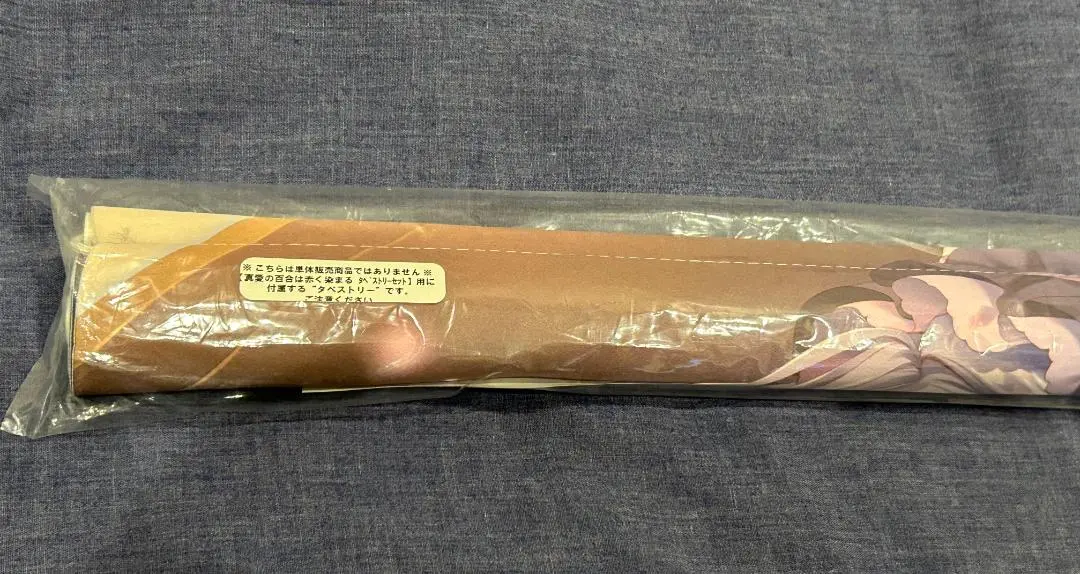 ※ こちらは単体販売商品ではありません ※
【真愛の百合は赤く染まる ﾀﾍﾟｽﾄﾘｰｾｯﾄ】用に
付属する "タペストリー" です。
ご注意ください